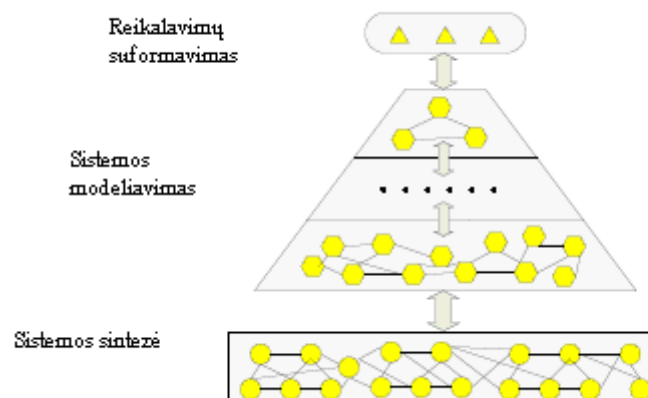 Reikalavimų
suformavimas
Sistemos
modeliavimas
Sistemos sintezė